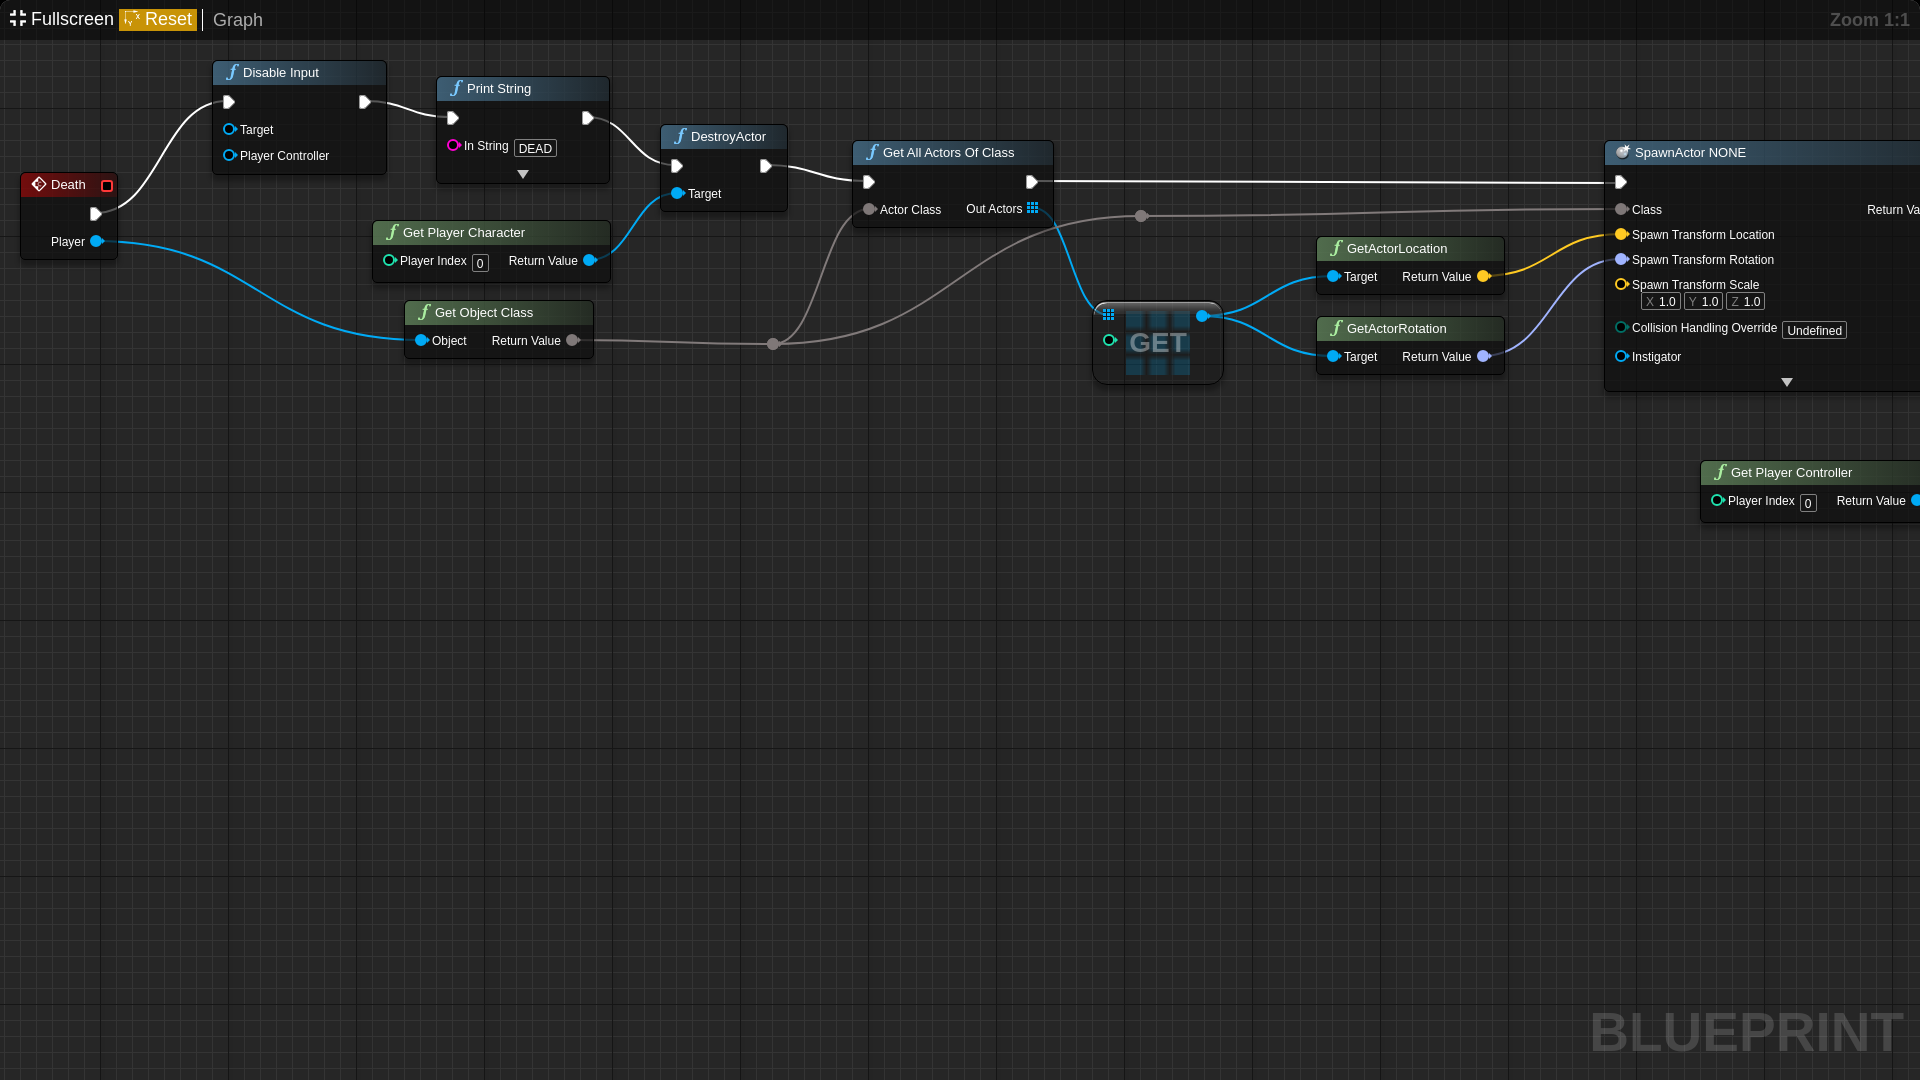 Fullscreen Reset Graph
Zoom 1:1
Disable Input
Target
Player Controller
Print String
In String DEAD
DestroyActor
Target
Get All Actors Of Class
Actor Class Out Actors
SpawnActor NONE
Class Return Va
Spawn Transform Location
Spawn Transform Rotation
Spawn Transform Scale
X 1.0 Y 1.0 Z 1.0
Collision Handling Override Undefined
Instigator
Death
Player
Get Player Character
Player Index 0 Return Value
Get Object Class
Object Return Value
GET
GetActorLocation
Target Return Value
GetActorRotation
Target Return Value
Get Player Controller
Player Index 0 Return Value
BLUEPRINT